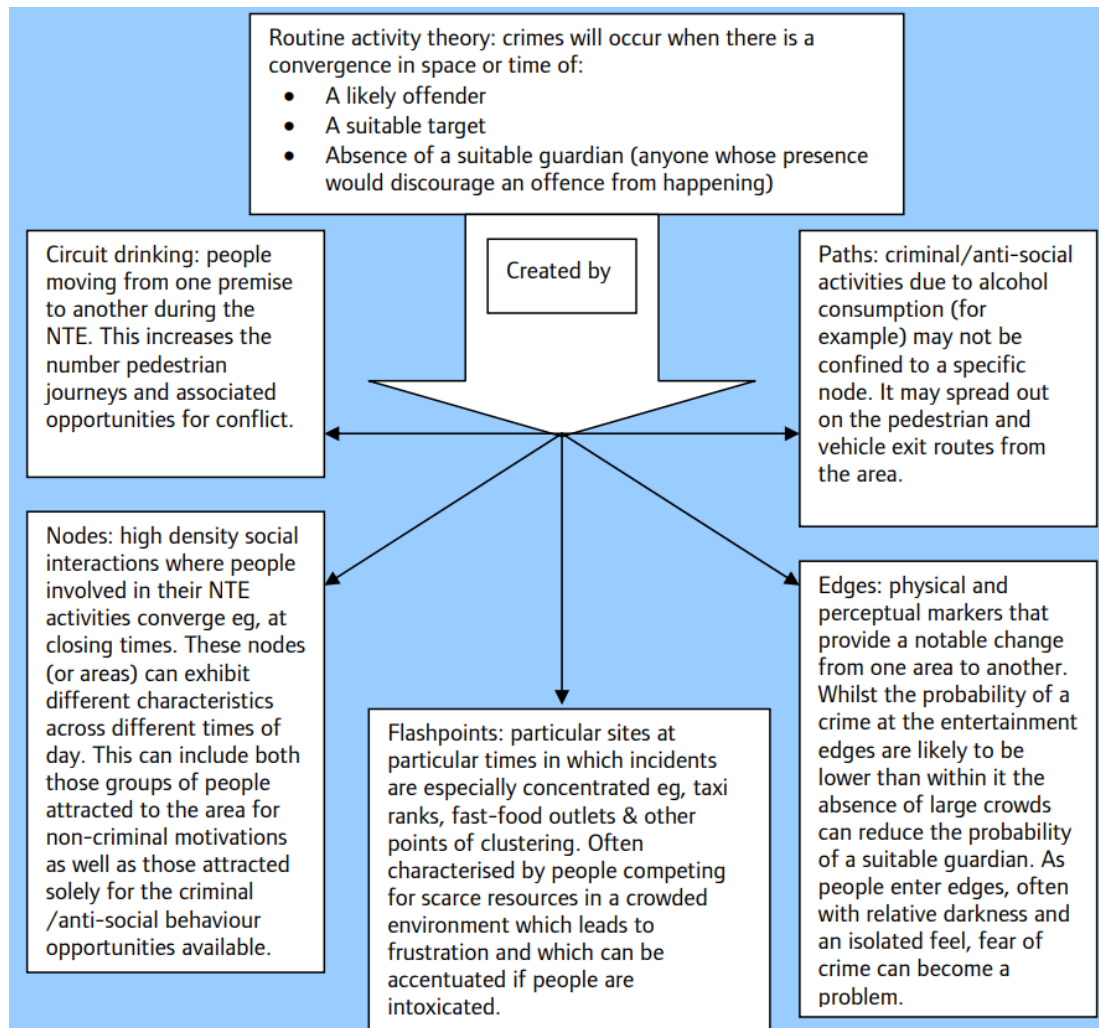 Routine activity theory: crimes will occur when there is a
convergence in space or time of:
• A likely offender
• A suitable target
• Absence of a suitable guardian (anyone whose presence
would discourage an offence from happening)
Created by
Circuit drinking: people
moving from one premise
to another during the
NTE. This increases the
number pedestrian
journeys and associated
opportunities for conflict.
Paths: criminal/anti-social
activities due to alcohol
consumption (for
example) may not be
confined to a specific
node. It may spread out
on the pedestrian and
vehicle exit routes from
the area.
Nodes: high density social
interactions where people
involved in their NTE
activities converge eg, at
closing times. These nodes
(or areas) can exhibit
different characteristics
across different times of
day. This can include both
those groups of people
attracted to the area for
non-criminal motivations
as well as those attracted
solely for the criminal
/anti-social behaviour
opportunities available.
Flashpoints: particular sites at
particular times in which incidents
are especially concentrated eg, taxi
ranks, fast-food outlets & other
points of clustering. Often
characterised by people competing
for scarce resources in a crowded
environment which leads to
frustration and which can be
accentuated if people are
intoxicated.
Edges: physical and
perceptual markers that
provide a notable change
from one area to another.
Whilst the probability of a
crime at the entertainment
edges are likely to be
lower than within it the
absence of large crowds
can reduce the probability
of a suitable guardian. As
people enter edges, often
with relative darkness and
an isolated feel, fear of
crime can become a
problem.